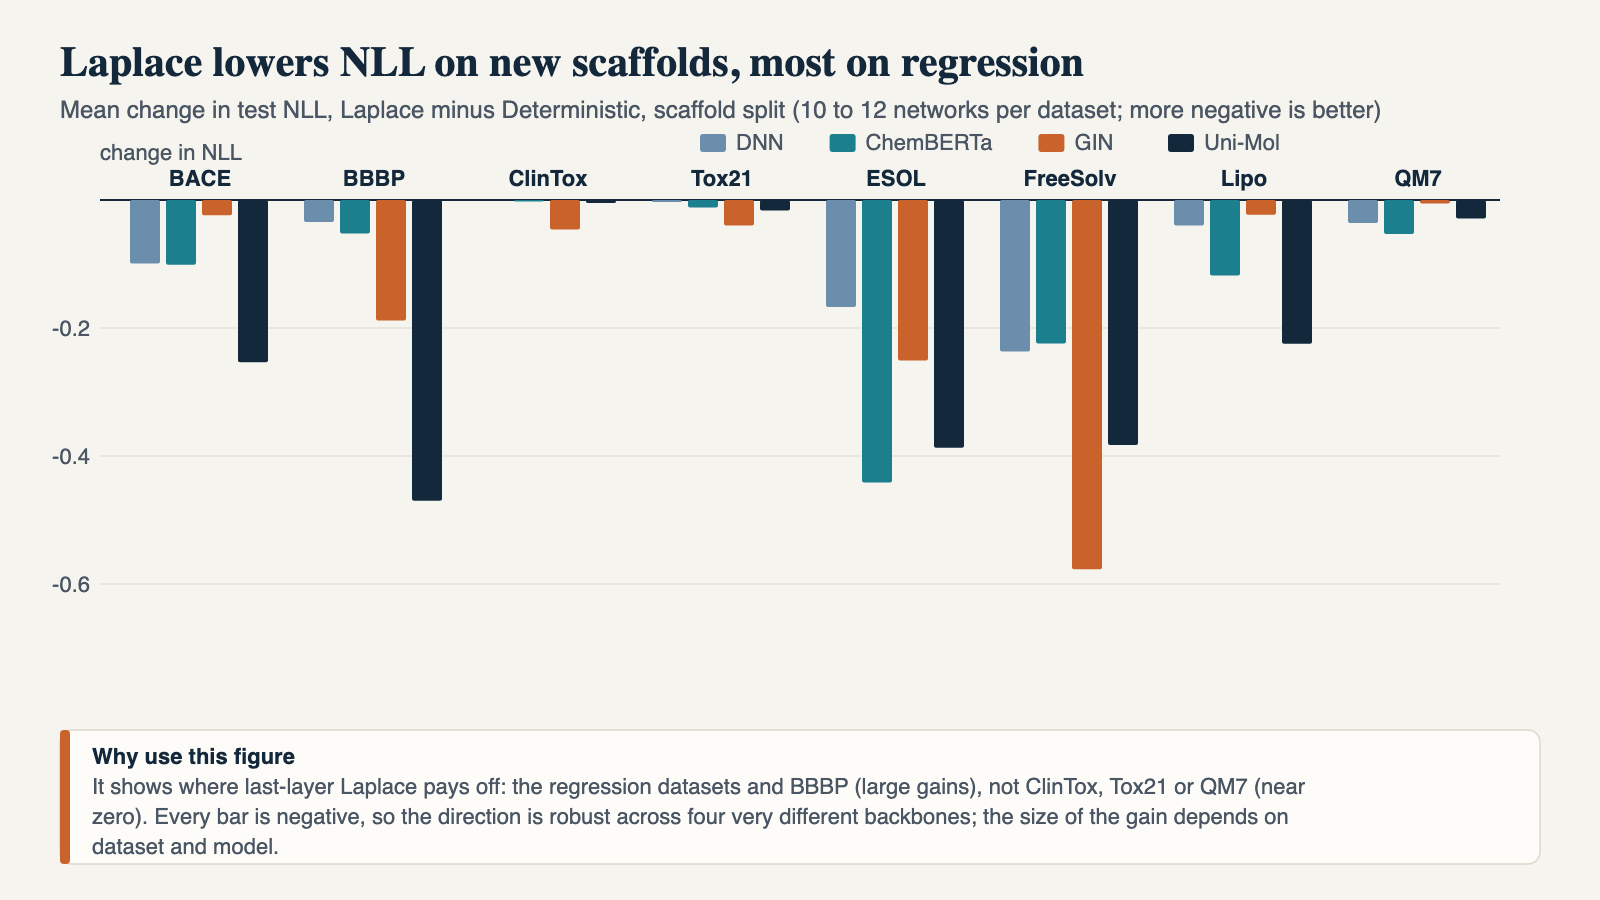 Laplace lowers NLL on new scaffolds, most on regression
Mean change in test NLL, Laplace minus Deterministic, scaffold split (10 to 12 networks per dataset; more negative is better)
DNN ChemBERTa GIN Uni-Mol
change in NLL
BACE BBBP ClinTox Tox21 ESOL FreeSolv Lipo QM7
-0.2
-0.4
-0.6
Why use this figure
It shows where last-layer Laplace pays off: the regression datasets and BBBP (large gains), not ClinTox, Tox21 or QM7 (near
zero). Every bar is negative, so the direction is robust across four very different backbones; the size of the gain depends on
dataset and model.